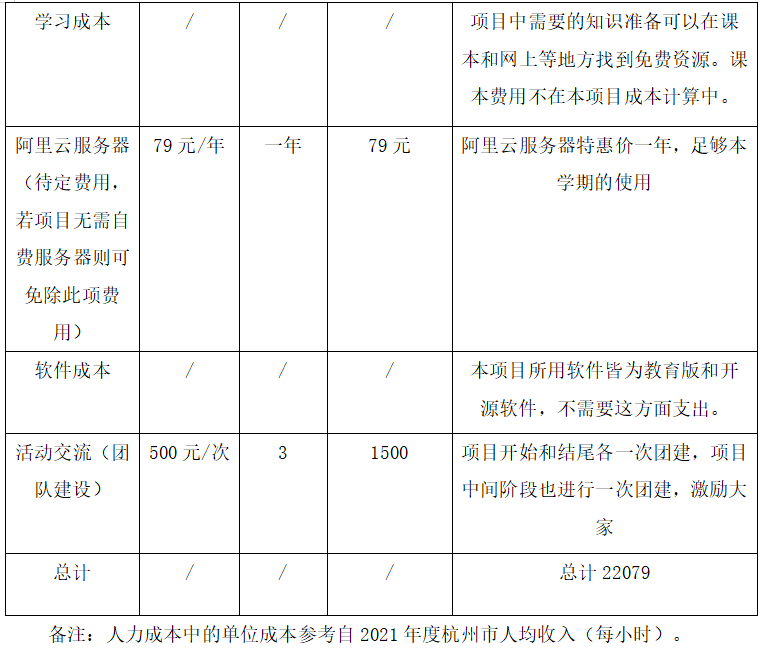 学习成本 / / / 项目中需要的知识准备可以在课
本和网上等地方找到免费资源。课
本费用不在本项目成本计算中。
阿里云服务器 79 元/年 一年 79 元 阿里云服务器特惠价一年，足够本
（待定费用， 学期的使用
若项目无需自
费服务器则可
免除此项费
用）
软件成本 / / / 本项目所用软件皆为教育版和开
源软件，不需要这方面支出。
活动交流（团 500 元/次 3 1500 项目开始和结尾各一次团建，项目
队建设） 中间阶段也进行一次团建，激励大
家
总计 / / / 总计 22079
备注：人力成本中的单位成本参考自 2021 年度杭州市人均收入（每小时）。